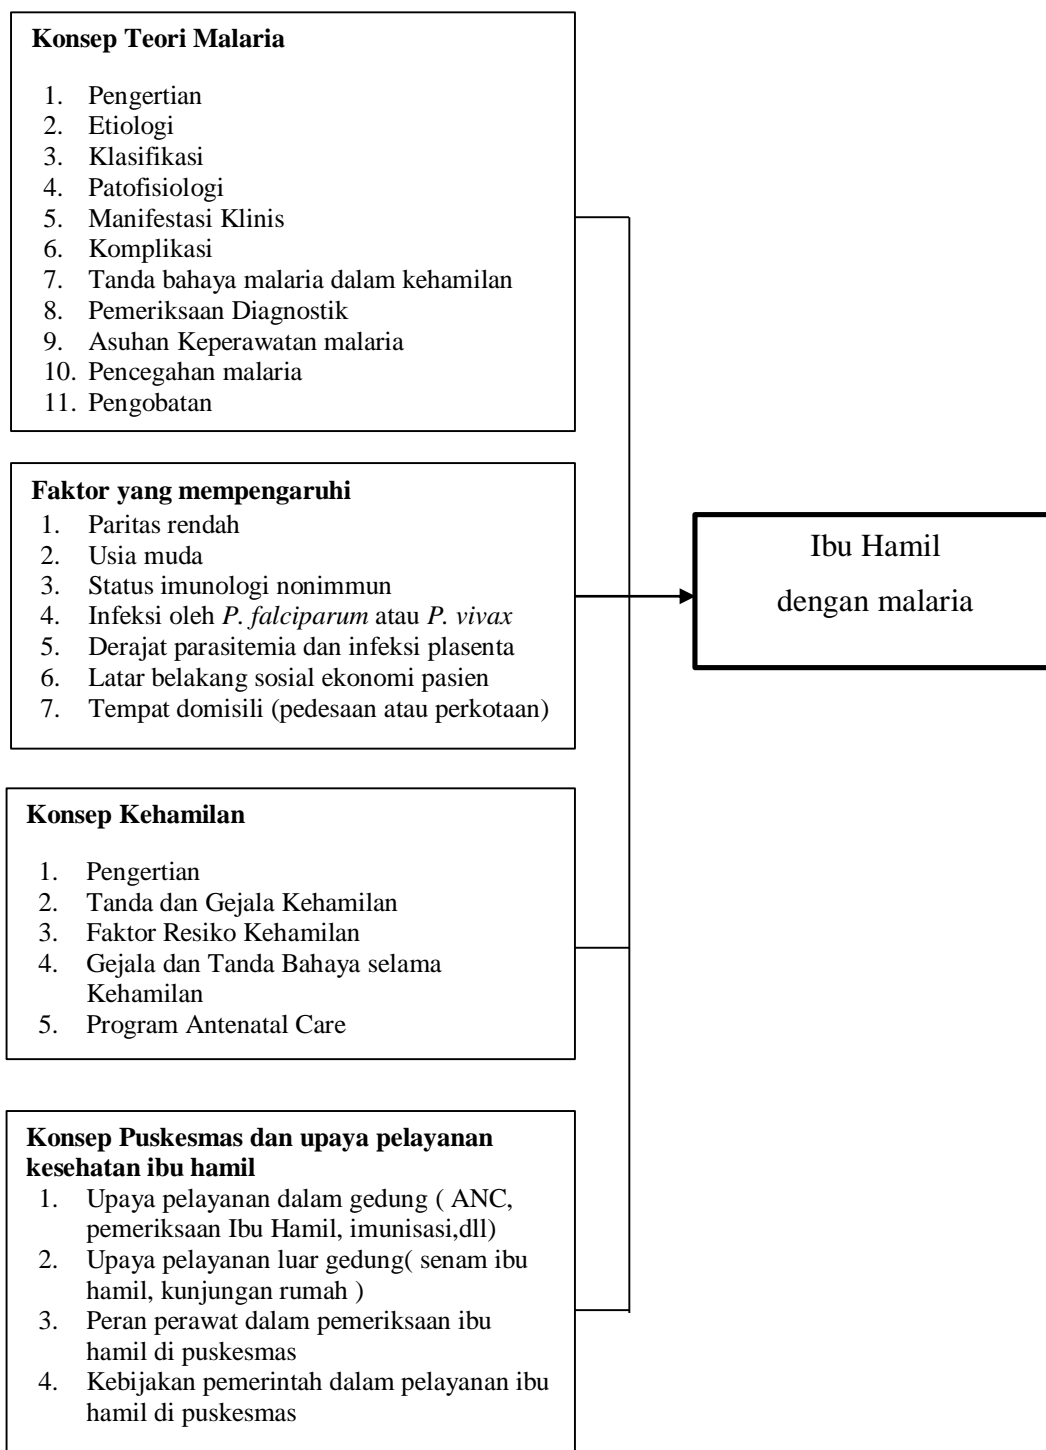 Konsep Teori Malaria
1. Pengertian
2. Etiologi
3. Klasifikasi
4. Patofisiologi
5. Manifestasi Klinis
6. Komplikasi
7. Tanda bahaya malaria dalam kehamilan
8. Pemeriksaan Diagnostik
9. Asuhan Keperawatan malaria
10. Pencegahan malaria
11. Pengobatan
Faktor yang mempengaruhi
1. Paritas rendah
2. Usia muda
3. Status imunologi nonimmun
4. Infeksi oleh P. falciparum atau P. vivax
5. Derajat parasitemia dan infeksi plasenta
6. Latar belakang sosial ekonomi pasien
7. Tempat domisili (pedesaan atau perkotaan)
Ibu Hamil
dengan malaria
Konsep Kehamilan
1. Pengertian
2. Tanda dan Gejala Kehamilan
3. Faktor Resiko Kehamilan
4. Gejala dan Tanda Bahaya selama
Kehamilan
5. Program Antenatal Care
Konsep Puskesmas dan upaya pelayanan
kesehatan ibu hamil
1. Upaya pelayanan dalam gedung ( ANC,
pemeriksaan Ibu Hamil, imunisasi,dll)
2. Upaya pelayanan luar gedung( senam ibu
hamil, kunjungan rumah )
3. Peran perawat dalam pemeriksaan ibu
hamil di puskesmas
4. Kebijakan pemerintah dalam pelayanan ibu
hamil di puskesmas